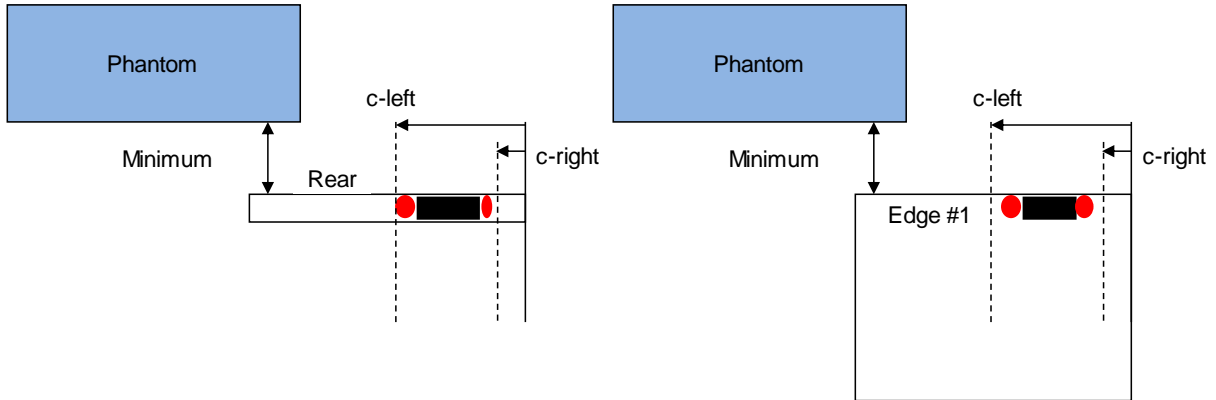 Phantom
c-left
Minimum
c-right
Rear
Phantom
c-left
Minimum
c-right
Edge #1